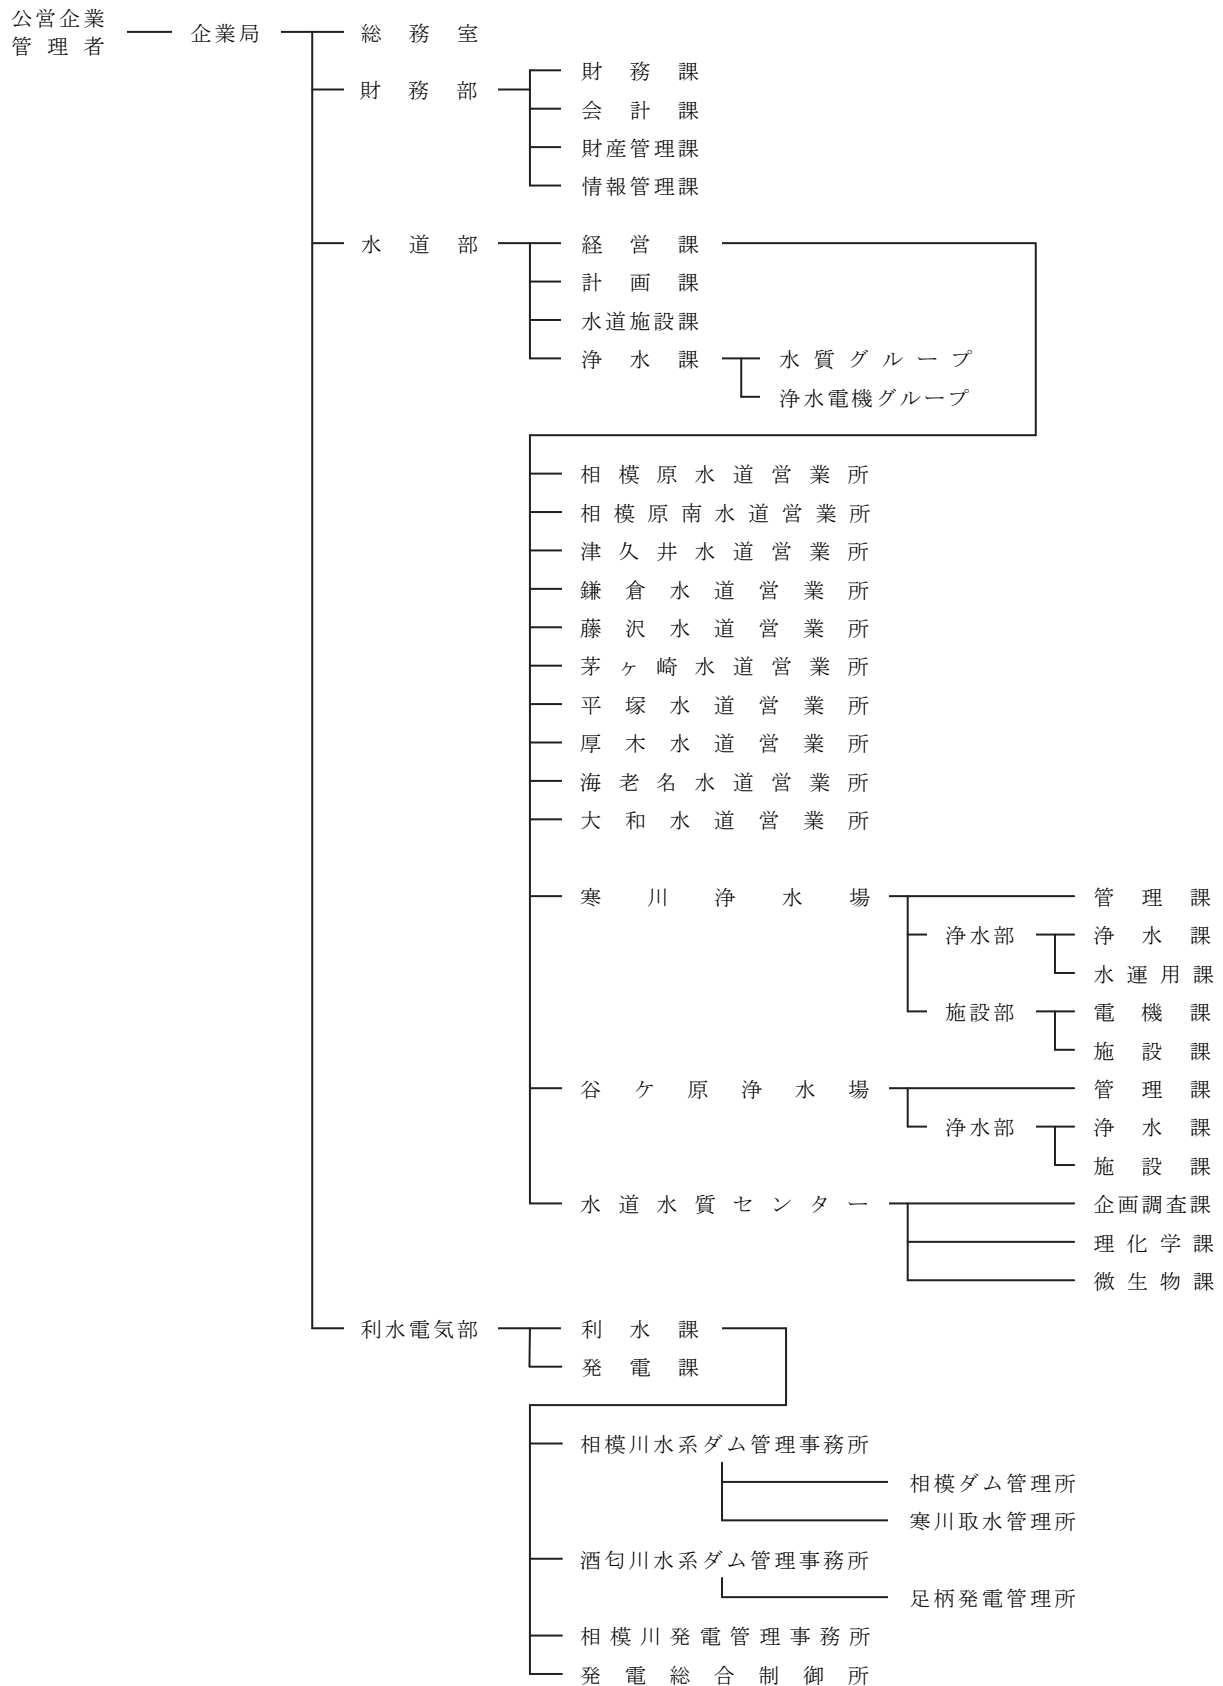 公営企業
管理者
企業局
総務室
財務部
財務課
会計課
財産管理課
情報管理課
水道部
経営課
計画課
水道施設課
浄水課
水質グループ
浄水電機グループ
相模原水道営業所
相模原南水道営業所
津久井水道営業所
鎌倉水道営業所
藤沢水道営業所
茅ヶ崎水道営業所
平塚水道営業所
厚木水道営業所
海老名水道営業所
大和水道営業所
寒川浄水場
管理課
浄水部
浄水課
水運用課
施設部
電機課
施設課
谷ケ原浄水場
管理課
浄水部
浄水課
施設課
水道水質センター
企画調査課
理化学課
微生物課
利水電気部
利水課
発電課
相模川水系ダム管理事務所
相模ダム管理所
寒川取水管理所
酒匂川水系ダム管理事務所
足柄発電管理所
相模川発電管理事務所
発電総合制御所